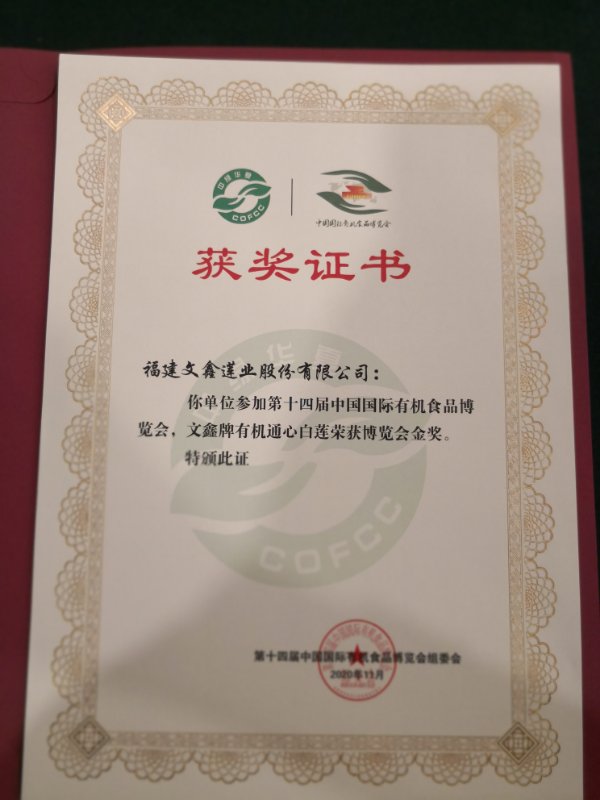 中绿华夏
COFCC
中国国际有机食品博览会
获奖证书
福建文鑫莲业股份有限公司：
你单位参加第十四届中国国际有机食品博
览会，文鑫牌有机通心白莲荣获博览会金奖。
特颁此证
COFCC
第十四届中国国际有机食品博览会组委会
2020年11月